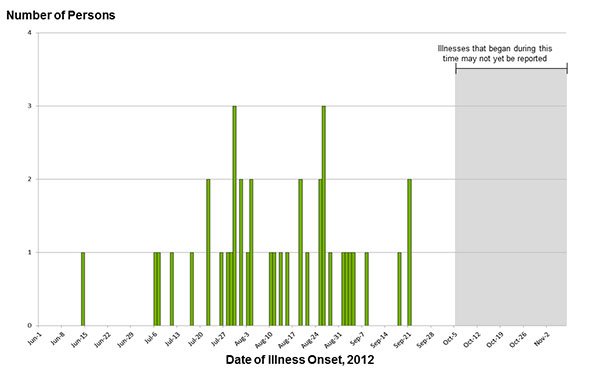 Number of Persons
4
Illnesses that began during this
time may not yet be reported
3
2
1
0
Jun-1 Jun-8 Jun-15 Jun-22 Jun-29 Jul-6 Jul-13 Jul-20 Jul-27 Aug-3 Aug-10 Aug-17 Aug-24 Aug-31 Sep-7 Sep-14 Sep-21 Sep-28 Oct-5 Oct-12 Oct-19 Oct-26 Nov-2
Date of Illness Onset, 2012